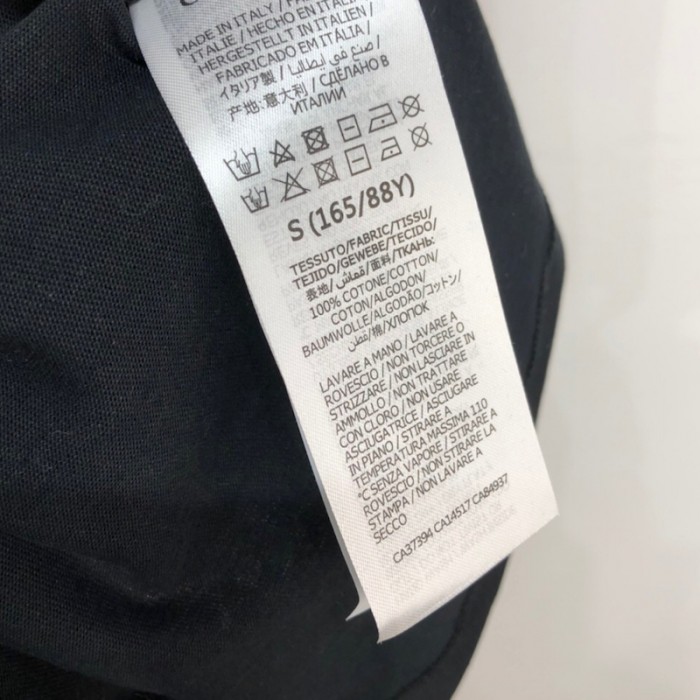 MADE IN ITALY /
ITALIE / HECHO EN ITALIA /
HERGESTELLT IN ITALIEN /
FABRICADO EM ITÁLIA /
イタリア製 / صنع في إيطاليا /
产地:意大利 / СДЕЛАНО В
ИТАЛИИ
S (165/88Y)
TESSUTO/FABRIC/TISSU/
TEJIDO/GEWEBE/TECIDO/
表地/قماش/面料/ТКАНЬ:
100% COTONE/COTTON/
COTON/ALGODON/
BAUMWOLLE/ALGODÃO/コットン/
قطن/棉/ХЛОПОК
LAVARE A MANO / LAVARE A
ROVESCIO / NON TORCERE O
STRIZZARE / NON LASCIARE IN
AMMOLLO / NON TRATTARE
CON CLORO / NON USARE
ASCIUGATRICE / ASCIUGARE
IN PIANO / STIRARE A
TEMPERATURA MASSIMA 110
°C SENZA VAPORE / STIRARE A
ROVESCIO / NON STIRARE LA
STAMPA / NON LAVARE A
SECCO
CA37394 CA14517 CA84937